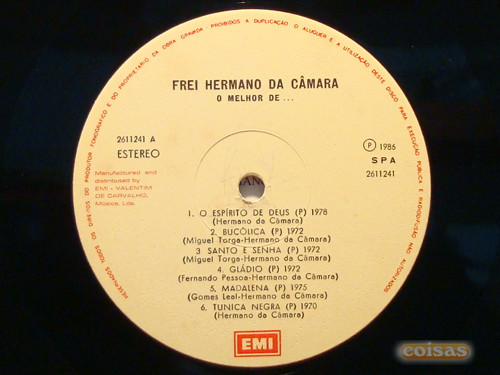 RESERVADOS TODOS OS DIREITOS DO PRODUTOR FONOGRÁFICO E DO PROPRIETÁRIO DA OBRA GRAVADA PROIBIDOS A DUPLICAÇÃO O ALUGUER E A UTILIZAÇÃO DESTE DISCO PARA EXECUÇÃO PÚBLICA E RADIODIFUSÃO NÃO AUTORIZADOS
FREI HERMANO DA CÂMARA
O MELHOR DE...
2611241 A
ESTEREO
Manufactured and
distributed by
EMI - VALENTIM
DE CARVALHO,
Música, Lda.
Ⓟ 1986
SPA
2611241
1. O ESPÍRITO DE DEUS (P) 1978
(Hermano da Câmara)
2. BUCÓLICA (P) 1972
(Miguel Torga-Hermano da Câmara)
3 SANTO E SENHA (P) 1972
(Miguel Torga-Hermano da Câmara)
4. GLÁDIO (P) 1972
(Fernando Pessoa-Hermano da Câmara)
5, MADALENA (P) 1975
(Gomes Leal-Hermano da Câmara)
6. TUNICA NEGRA (P) 1970
(Hermano da Câmara)
EMI
coisas